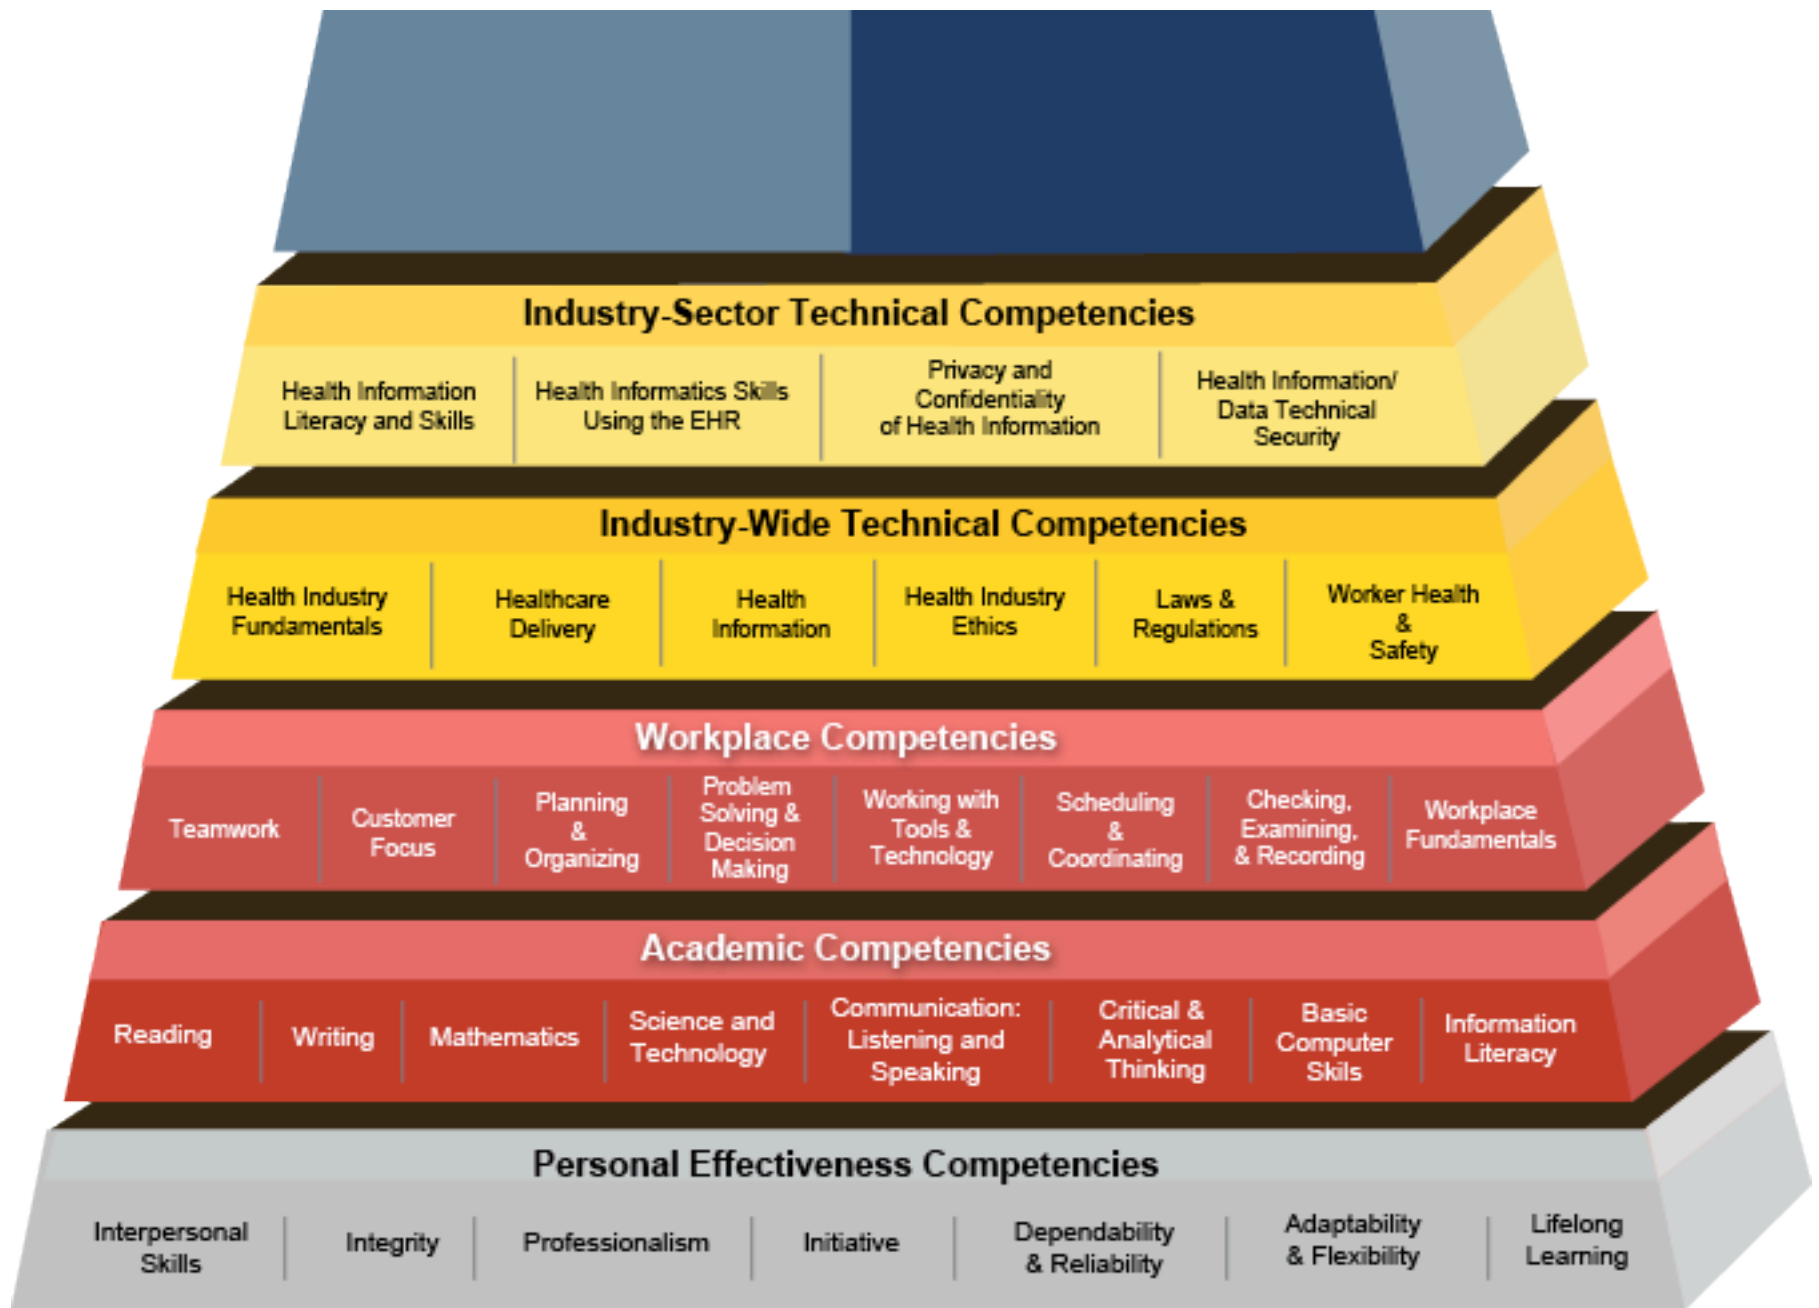 Industry-Sector Technical Competencies
Health Information
Literacy and Skills
Health Informatics Skills
Using the EHR
Privacy and
Confidentiality
of Health Information
Health Information/
Data Technical
Security
Industry-Wide Technical Competencies
Health Industry
Fundamentals
Healthcare
Delivery
Health
Information
Health Industry
Ethics
Laws &
Regulations
Worker Health
&
Safety
Workplace Competencies
Teamwork
Customer
Focus
Planning
&
Organizing
Problem
Solving &
Decision
Making
Working with
Tools &
Technology
Scheduling
&
Coordinating
Checking,
Examining,
& Recording
Workplace
Fundamentals
Academic Competencies
Reading
Writing
Mathematics
Science and
Technology
Communication:
Listening and
Speaking
Critical &
Analytical
Thinking
Basic
Computer
Skils
Information
Literacy
Personal Effectiveness Competencies
Interpersonal
Skills
Integrity
Professionalism
Initiative
Dependability
& Reliability
Adaptability
& Flexibility
Lifelong
Learning